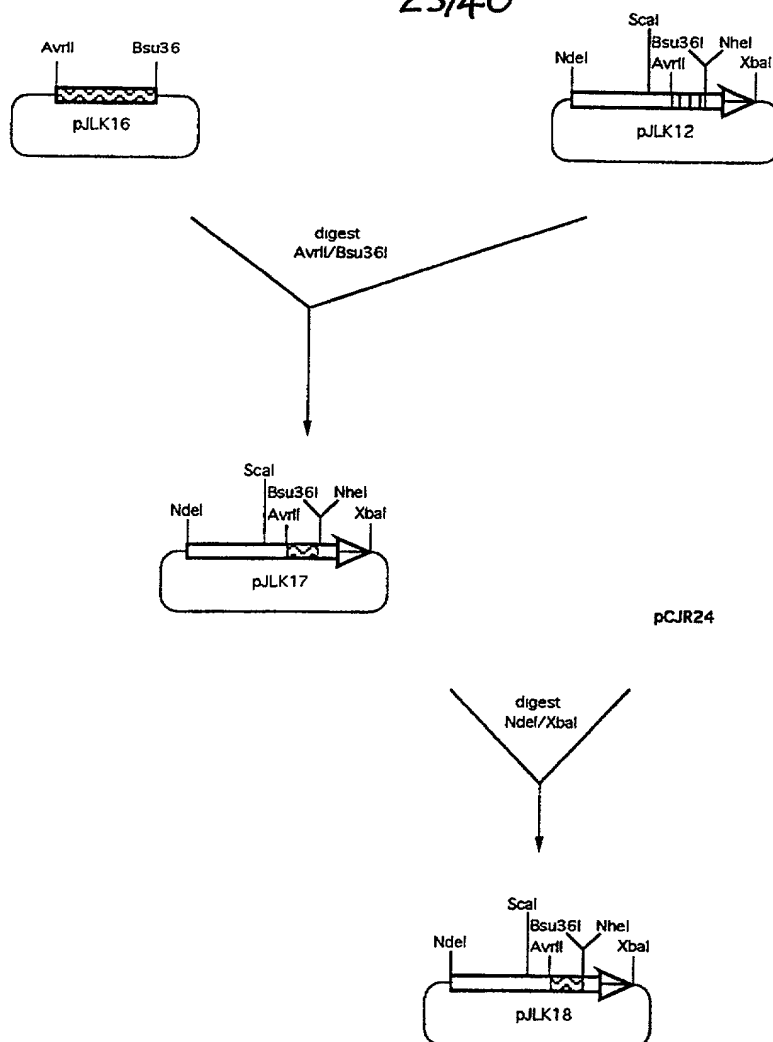 23/40
AvrII Bsu36
pJLK16
ScaI
Bsu36I NheI
NdeI AvrII XbaI
pJLK12
digest
AvrII/Bsu36I
ScaI
Bsu36I NheI
NdeI AvrII XbaI
pJLK17
pCJR24
digest
NdeI/XbaI
ScaI
Bsu36I NheI
NdeI AvrII XbaI
pJLK18